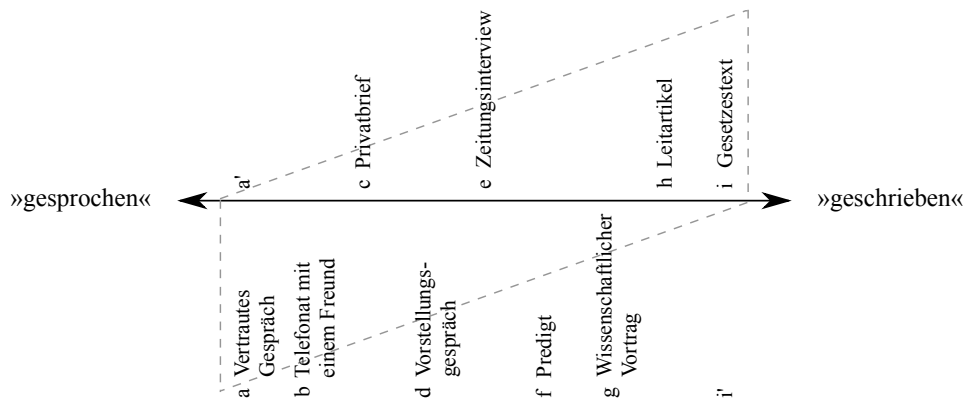 »gesprochen«
»geschrieben«
a'
c Privatbrief
e Zeitungsinterview
h Leitartikel
i Gesetzestext
a Vertrautes
Gespräch
b Telefonat mit
einem Freund
d Vorstellungs-
gespräch
f Predigt
g Wissenschaftlicher
Vortrag
i'